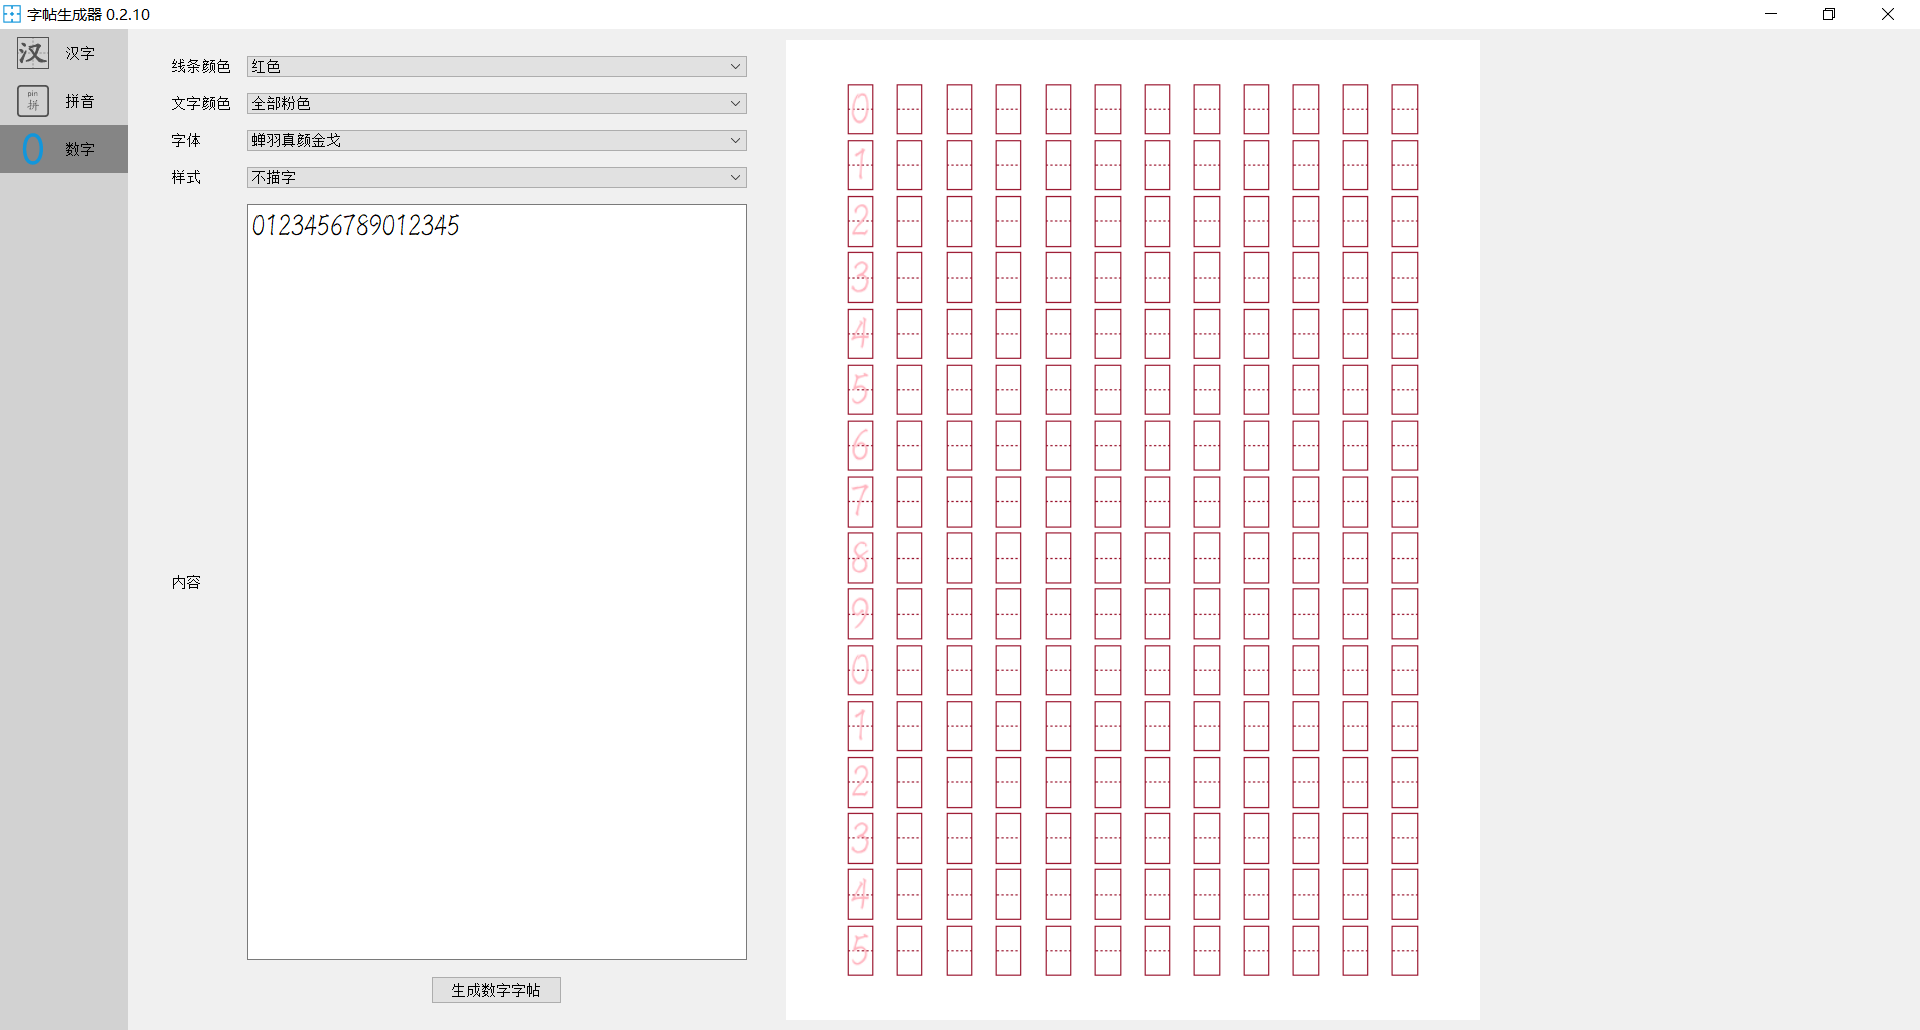 字帖生成器 0.2.10
汉 汉字
pin
拼 拼音
0 数字
线条颜色 红色
文字颜色 全部粉色
字体 蝉羽真颜金戈
样式 不描字
内容
0123456789012345
生成数字字帖
0
1
2
3
4
5
6
7
8
9
0
1
2
3
4
5